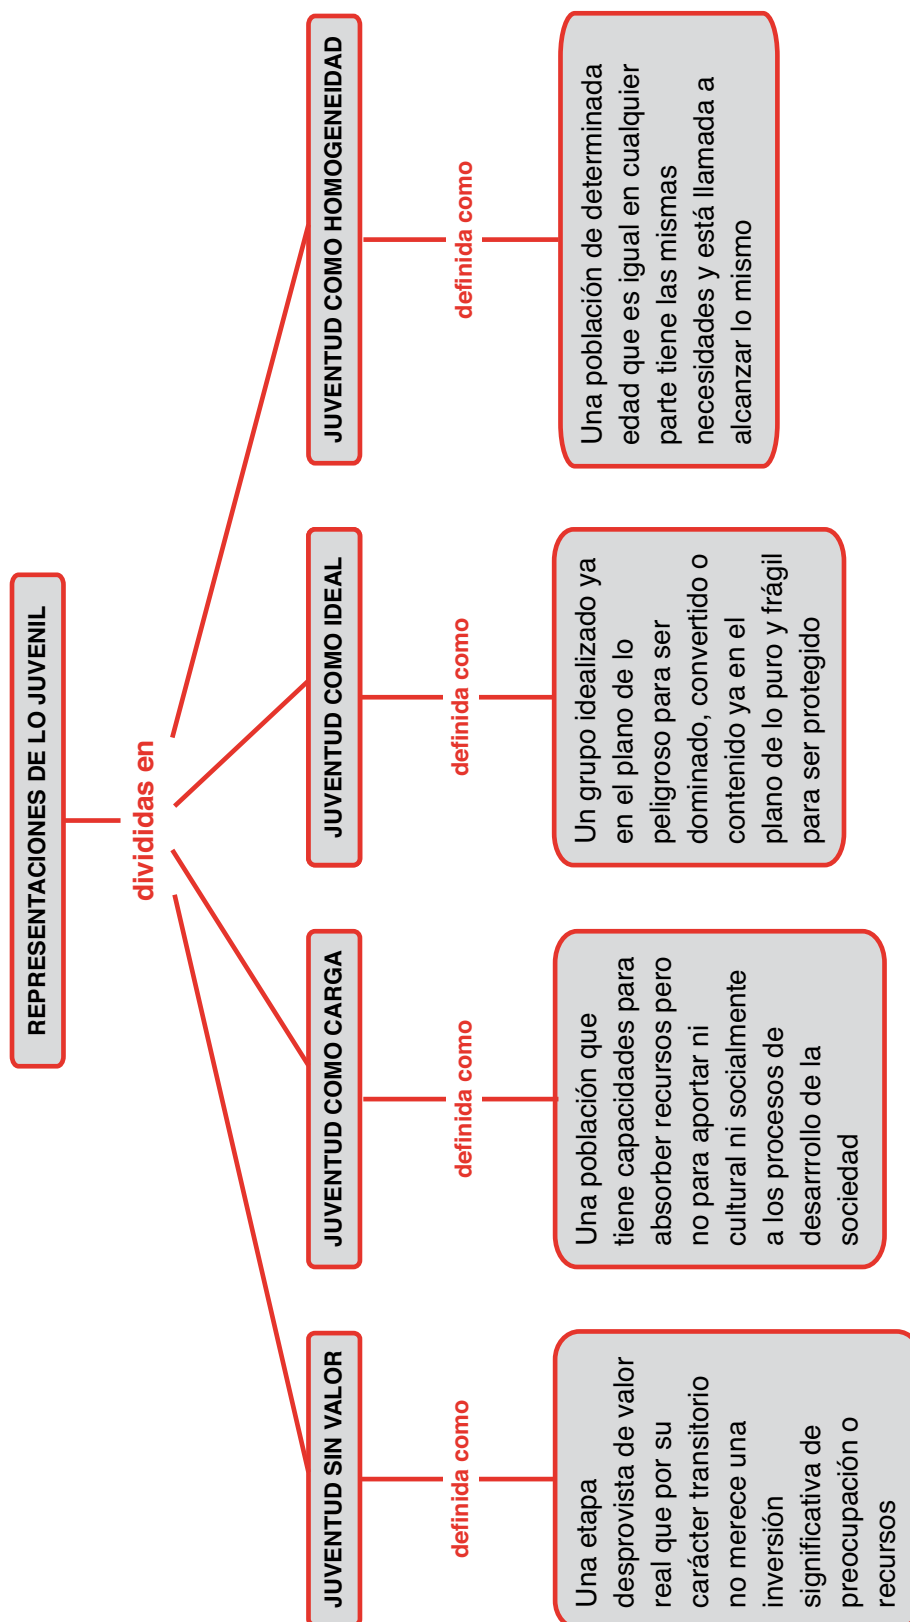 REPRESENTACIONES DE LO JUVENIL
divididas en
JUVENTUD SIN VALOR
JUVENTUD COMO CARGA
JUVENTUD COMO IDEAL
JUVENTUD COMO HOMOGENEIDAD
definida como
definida como
definida como
definida como
Una etapa
desprovista de valor
real que por su
carácter transitorio
no merece una
inversión
significativa de
preocupación o
recursos
Una población que
tiene capacidades para
absorber recursos pero
no para aportar ni
cultural ni socialmente
a los procesos de
desarrrollo de la
sociedad
Un grupo idealizado ya
en el plano de lo
peligroso para ser
dominado, convertido o
contenido ya en el
plano de lo puro y frágil
para ser protegido
Una población de determinada
edad que es igual en cualquier
parte tiene las mismas
necesidades y está llamada a
alcanzar lo mismo